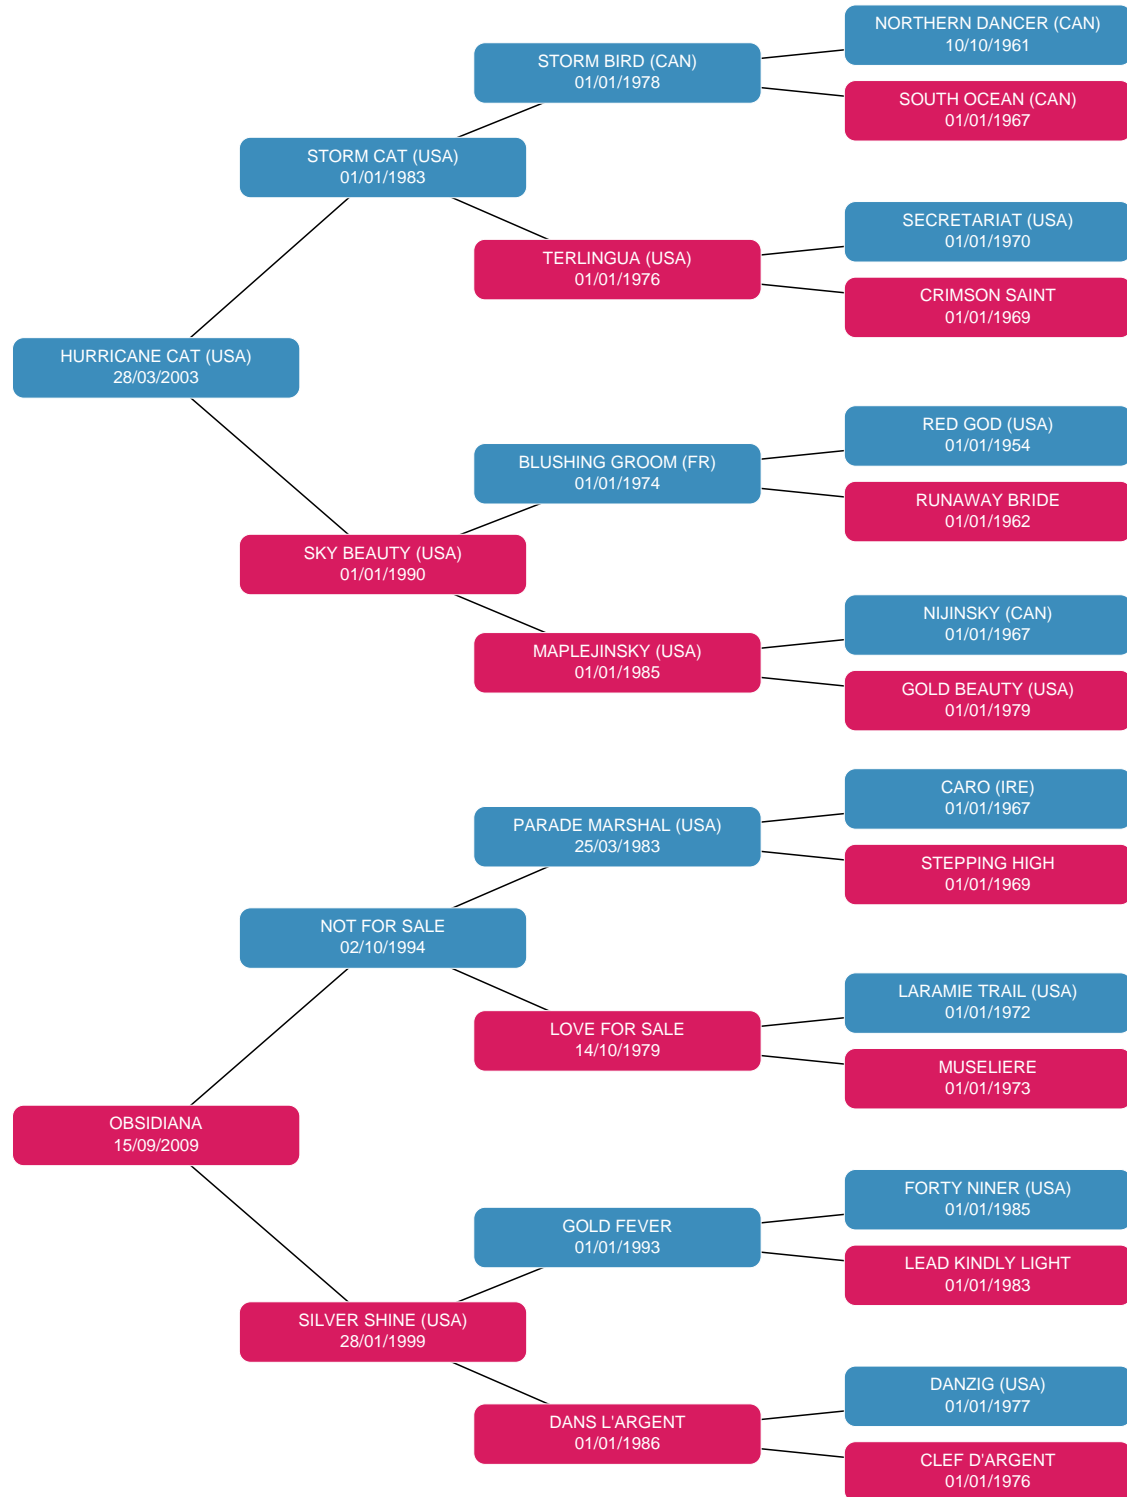 NORTHERN DANCER (CAN)
10/10/1961
STORM BIRD (CAN)
01/01/1978
SOUTH OCEAN (CAN)
01/01/1967
STORM CAT (USA)
01/01/1983
SECRETARIAT (USA)
01/01/1970
TERLINGUA (USA)
01/01/1976
CRIMSON SAINT
01/01/1969
HURRICANE CAT (USA)
28/03/2003
RED GOD (USA)
01/01/1954
BLUSHING GROOM (FR)
01/01/1974
RUNAWAY BRIDE
01/01/1962
SKY BEAUTY (USA)
01/01/1990
NIJINSKY (CAN)
01/01/1967
MAPLEJINSKY (USA)
01/01/1985
GOLD BEAUTY (USA)
01/01/1979
CARO (IRE)
01/01/1967
PARADE MARSHAL (USA)
25/03/1983
STEPPING HIGH
01/01/1969
NOT FOR SALE
02/10/1994
LARAMIE TRAIL (USA)
01/01/1972
LOVE FOR SALE
14/10/1979
MUSELIERE
01/01/1973
OBSIDIANA
15/09/2009
FORTY NINER (USA)
01/01/1985
GOLD FEVER
01/01/1993
LEAD KINDLY LIGHT
01/01/1983
SILVER SHINE (USA)
28/01/1999
DANZIG (USA)
01/01/1977
DANS L'ARGENT
01/01/1986
CLEF D'ARGENT
01/01/1976